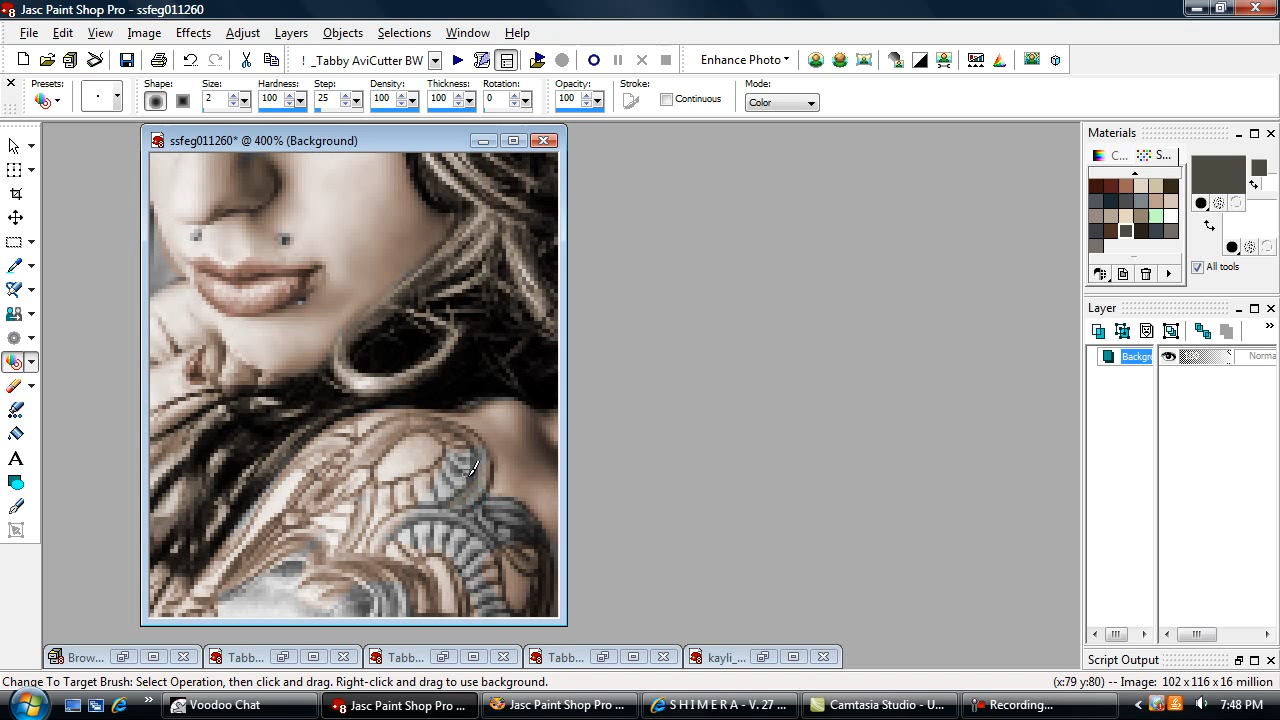 Jasc Paint Shop Pro - ssfeg011260
File Edit View Image Effects Adjust Layers Objects Selections Window Help
! _Tabby AviCutter BW Enhance Photo
Presets: Shape: Size: Hardness: Step: Density: Thickness: Rotation: Opacity: Stroke: Mode:
2 100 25 100 100 0 100 Continuous Color
ssfeg011260* @ 400% (Background)
Materials
C... S...
All tools
Layer
Backgr Norma
Brow... Tabb... Tabb... Tabb... kayli_...
Script Output
Change To Target Brush: Select Operation, then click and drag. Right-click and drag to use background.
(x:79 y:80) -- Image: 102 x 116 x 16 million
Voodoo Chat Jasc Paint Shop Pro ... Jasc Paint Shop Pro ... S H I M E R A - V. 27 ... Camtasia Studio - U... Recording... 7:48 PM